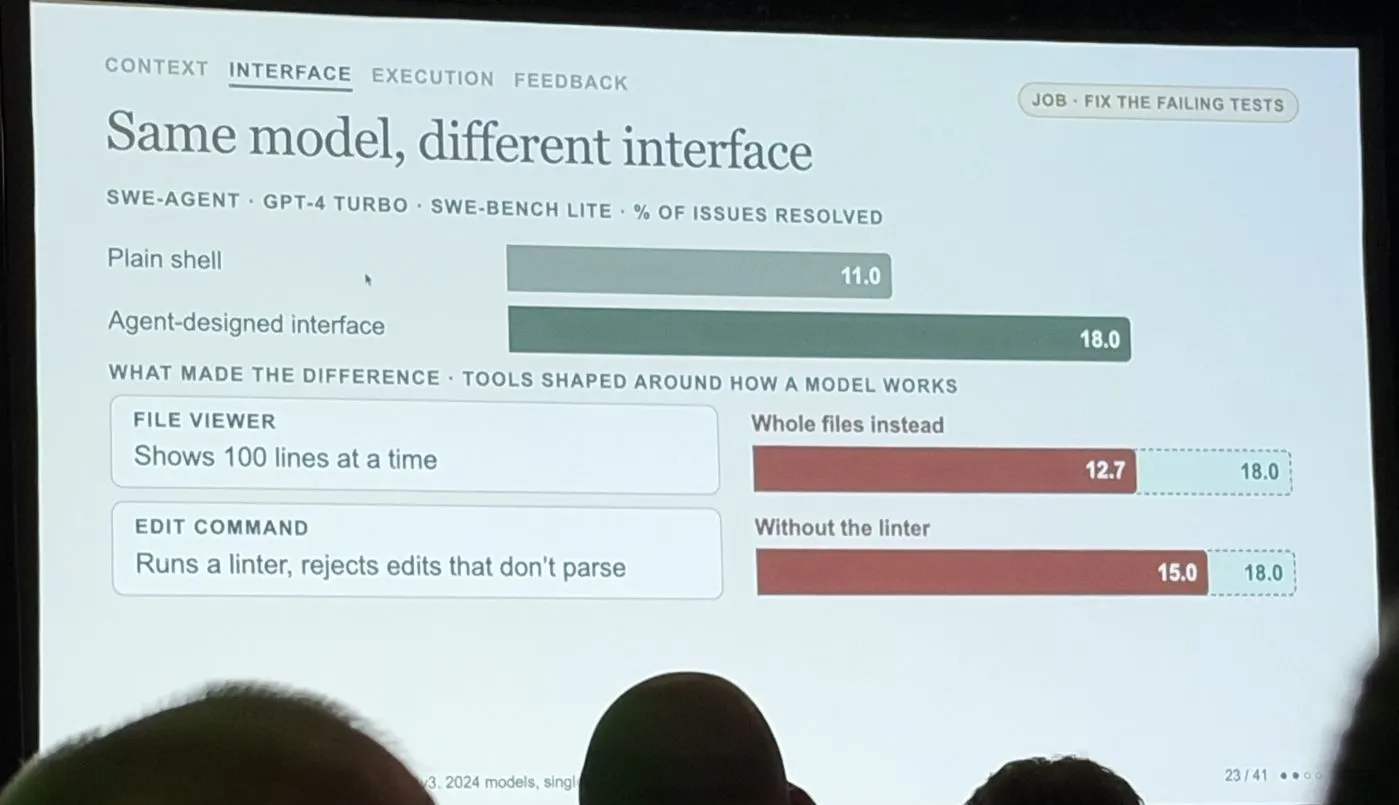 CONTEXT INTERFACE EXECUTION FEEDBACK
JOB · FIX THE FAILING TESTS
Same model, different interface
SWE-AGENT · GPT-4 TURBO · SWE-BENCH LITE · % OF ISSUES RESOLVED
Plain shell 11.0
Agent-designed interface 18.0
WHAT MADE THE DIFFERENCE · TOOLS SHAPED AROUND HOW A MODEL WORKS
FILE VIEWER
Shows 100 lines at a time
Whole files instead
12.7 18.0
EDIT COMMAND
Runs a linter, rejects edits that don't parse
Without the linter
15.0 18.0
v3. 2024 models,
23 / 41